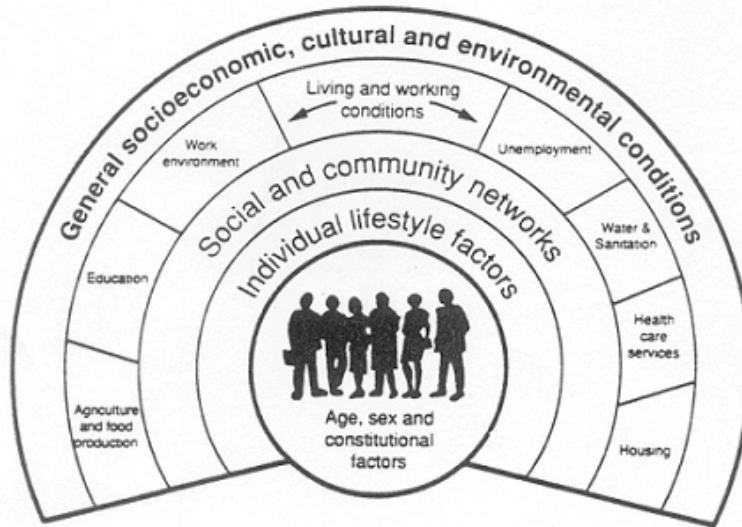 General socioeconomic, cultural and environmental conditions
Living and working
conditions
Work
environment
Unemployment
Education
Water &
Sanitation
Agriculture
and food
production
Health
care
services
Housing
Social and community networks
Individual lifestyle factors
Age, sex and
constitutional
factors